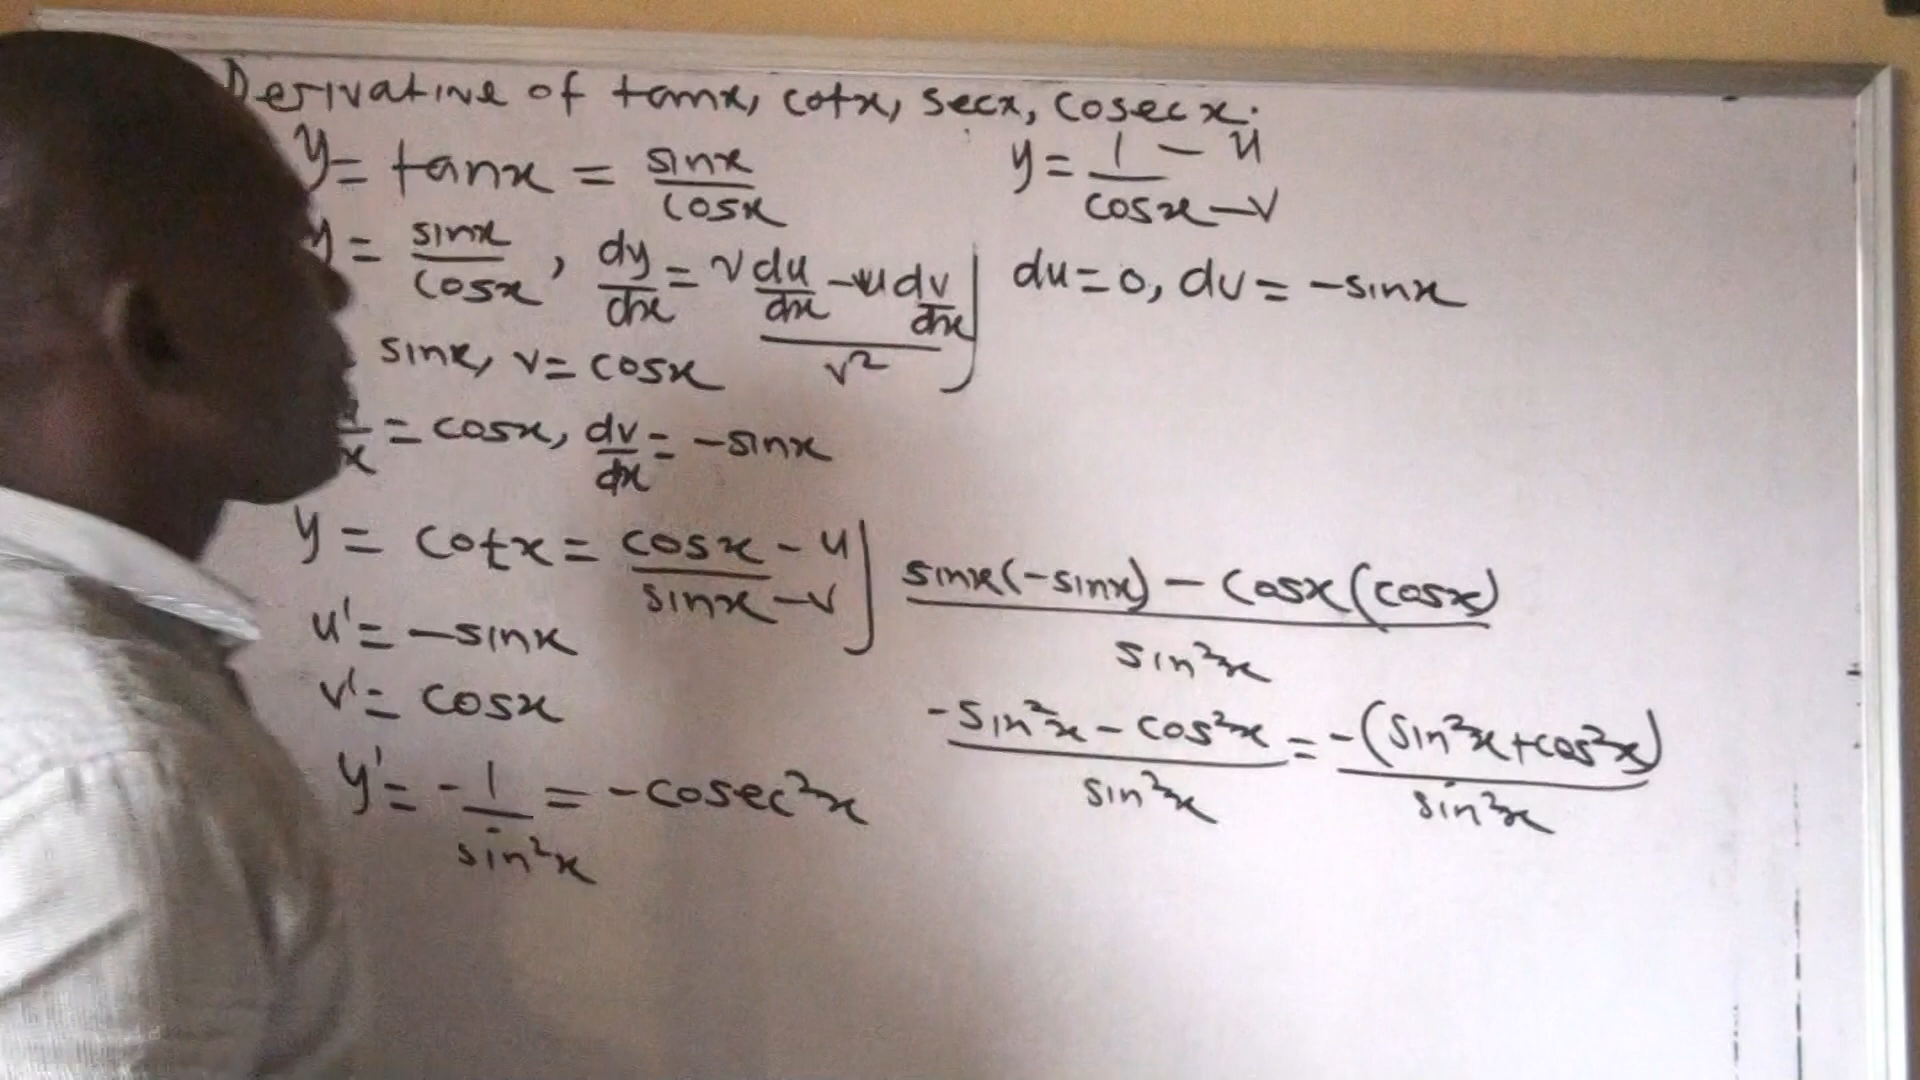 Derivative of tanx, cotx, secx, cosecx.
y = tanx = sinx/cosx
y = sinx/cosx, dy/dx = (v du/dx - u dv/dx)/v²
sinx, v = cosx
= cosx, dv/dx = -sinx
y = cotx = cosx - u / sinx - v
u' = -sinx
v' = cosx
y' = -1/sin²x = -cosec²x
y = 1 - u / cosx - v
du = 0, dv = -sinx
(sinx(-sinx) - cosx(cosx))/sin²x
(-sin²x - cos²x)/sin²x = -(sin²x + cos²x)/sin²x